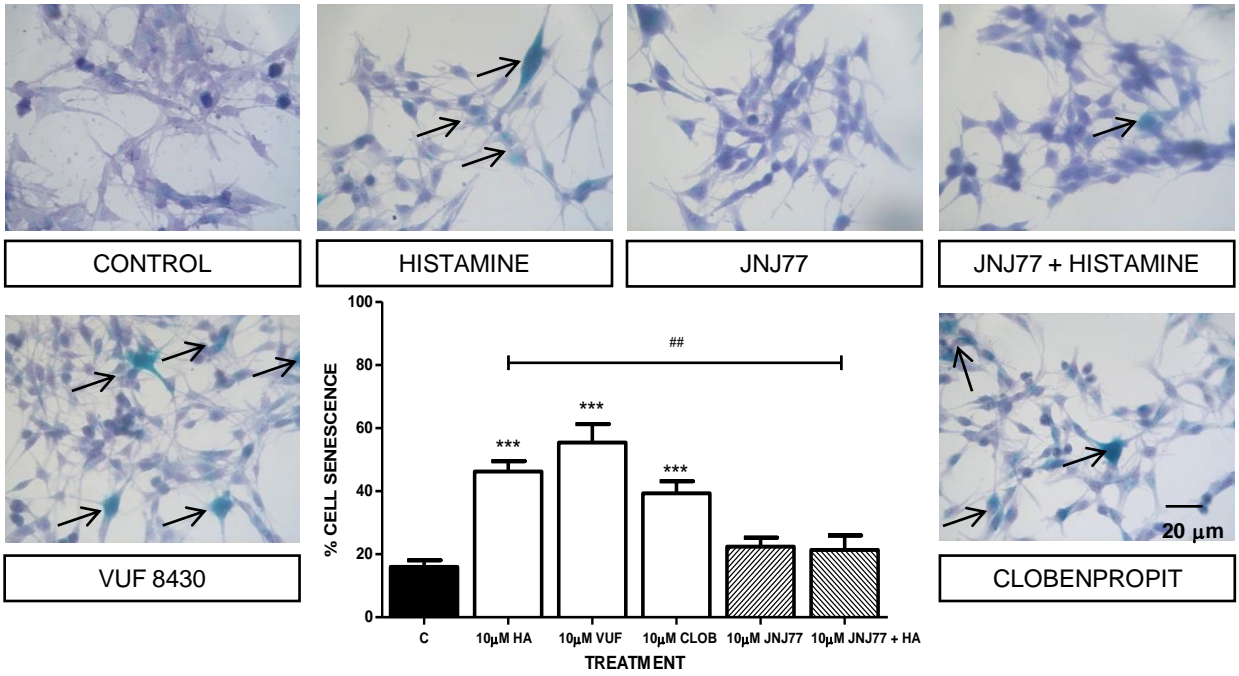 CONTROL
HISTAMINE
JNJ77
JNJ77 + HISTAMINE
VUF 8430
% CELL SENESCENCE
100
80
60
40
20
0
##
***
***
***
C
10µM HA
10µM VUF
10µM CLOB
10µM JNJ77
10µM JNJ77 + HA
TREATMENT
20 µm
CLOBENPROPIT